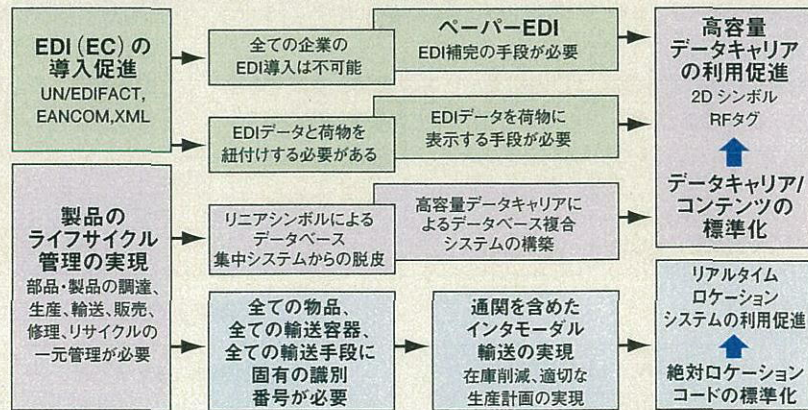 EDI(EC)の
導入促進
UN/EDIFACT,
EANCOM,XML
全ての企業の
EDI導入は不可能
ペーパーEDI
EDI補完の手段が必要
EDIデータと荷物を
紐付けする必要がある
EDIデータを荷物に
表示する手段が必要
高容量
データキャリア
の利用促進
2Dシンボル
RFタグ
データキャリア/
コンテンツの
標準化
製品の
ライフサイクル
管理の実現
部品・製品の調達、
生産、輸送、販売、
修理、リサイクルの
一元管理が必要
リニアシンボルによる
データベース
集中システムからの脱皮
高容量データキャリアに
よるデータベース複合
システムの構築
全ての物品、
全ての輸送容器、
全ての輸送手段に
固有の識別
番号が必要
通関を含めた
インタモーダル
輸送の実現
在庫削減、適切な
生産計画の実現
リアルタイム
ロケーション
システムの利用促進
絶対ロケーション
コードの標準化